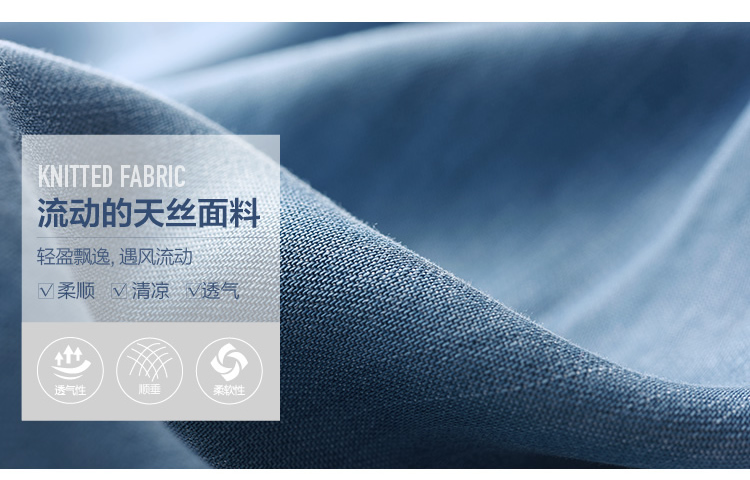 KNITTED FABRIC
流动的天丝面料
轻盈飘逸, 遇风流动
☑柔顺 ☑清凉 ☑透气
透气性 顺垂 柔软性